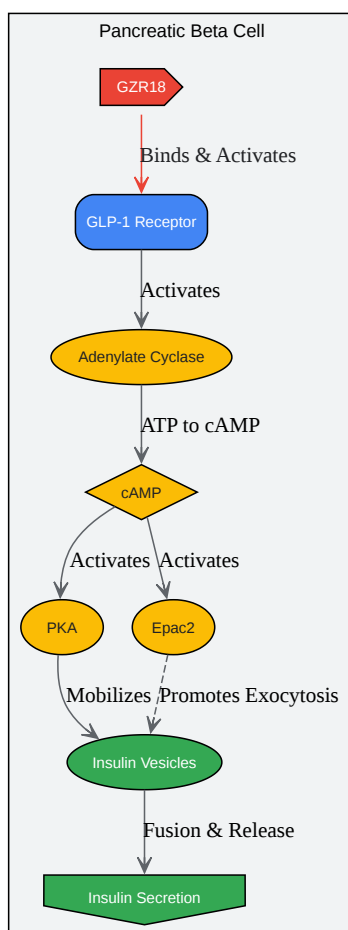 Pancreatic Beta Cell
GZR18
Binds & Activates
GLP-1 Receptor
Activates
Adenylate Cyclase
ATP to cAMP
cAMP
Activates
Activates
PKA
Epac2
Mobilizes
Promotes Exocytosis
Insulin Vesicles
Fusion & Release
Insulin Secretion